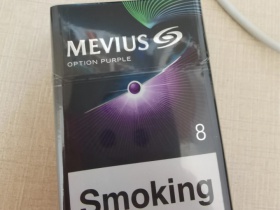 MEVIUS
OPTION PURPLE
8
Smoking